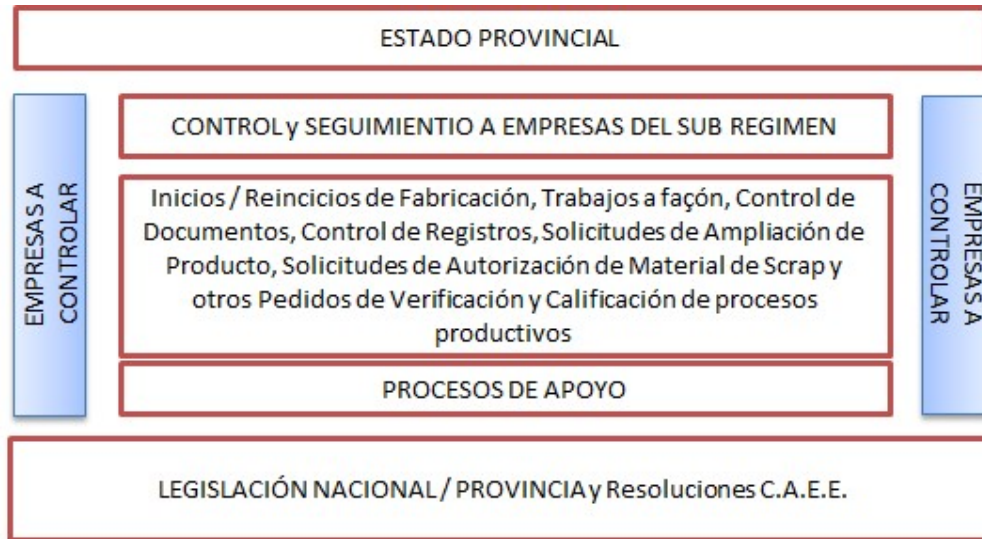 ESTADO PROVINCIAL
EMPRESAS A
CONTROLAR
CONTROL y SEGUIMIENTIO A EMPRESAS DEL SUB REGIMEN
Inicios / Reincicios de Fabricación, Trabajos a façón, Control de
Documentos, Control de Registros, Solicitudes de Ampliación de
Producto, Solicitudes de Autorización de Material de Scrap y
otros Pedidos de Verificación y Calificación de procesos
productivos
PROCESOS DE APOYO
EMPRESAS A
CONTROLAR
LEGISLACIÓN NACIONAL / PROVINCIA y Resoluciones C.A.E.E.